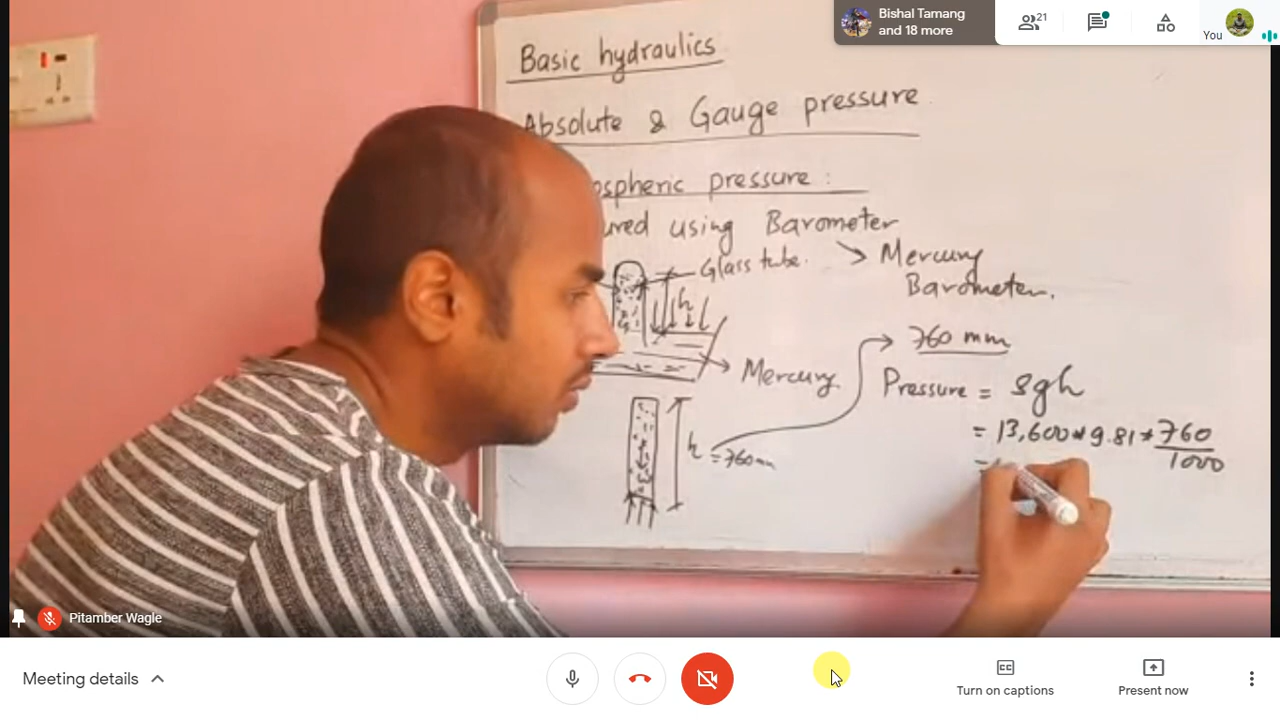 Bishal Tamang
and 18 more
21
You
Basic hydraulics
Absolute & Gauge pressure
ospheric pressure :
ured using Barometer
Glass tube.
Mercury
Barometer.
h
760 mm
Mercury
Pressure = ρgh
= 13,600 * 9.81 * 760
1000
h
= 760 mm
=
Pitamber Wagle
Meeting details
CC
Turn on captions
Present now